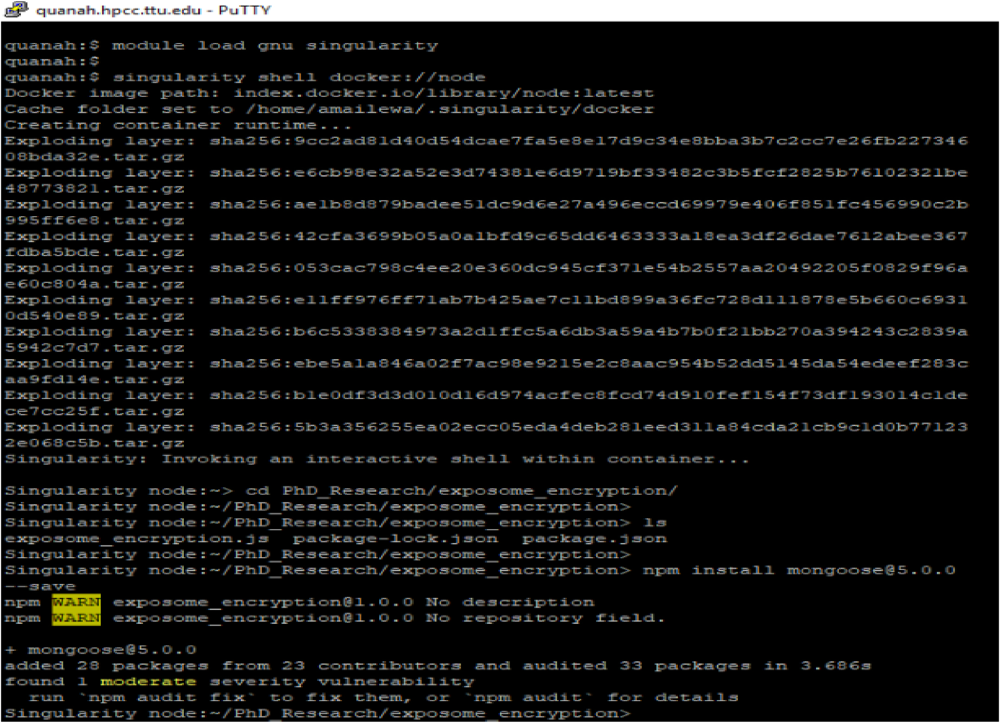 quanah.hpcc.ttu.edu - PuTTY
quanah:$ module load gnu singularity
quanah:$
quanah:$ singularity shell docker://node
Docker image path: index.docker.io/library/node:latest
Cache folder set to /home/amailewa/.singularity/docker
Creating container runtime...
Exploding layer: sha256:9cc2ad81d40d54dcae7fa5e8e17d9c34e8bba3b7c2cc7e26fb227346
08bda32e.tar.gz
Exploding layer: sha256:e6cb98e32a52e3d74381e6d9719bf33482c3b5fcf2825b76102321be
48773821.tar.gz
Exploding layer: sha256:ae1b8d879badee51dc9d6e27a496eccd69979e406f851fc456990c2b
995ff6e8.tar.gz
Exploding layer: sha256:42cfa3699b05a0a1bfd9c65dd6463333a18ea3df26dae7612abee367
fdba5bde.tar.gz
Exploding layer: sha256:053cac798c4ee20e360dc945cf371e54b2557aa20492205f0829f96a
e60c804a.tar.gz
Exploding layer: sha256:e11ff976ff71ab7b425ae7c11bd899a36fc728d111878e5b660c6931
0d540e89.tar.gz
Exploding layer: sha256:b6c5338384973a2d1ffc5a6db3a59a4b7b0f21bb270a394243c2839a
5942c7d7.tar.gz
Exploding layer: sha256:ebe5a1a846a02f7ac98e9215e2c8aac954b52dd5145da54edeef283c
aa9fd14e.tar.gz
Exploding layer: sha256:b1e0df3d3d010d16d974acfec8fcd74d910fef154f73df193014c1de
ce7cc25f.tar.gz
Exploding layer: sha256:5b3a356255ea02ecc05eda4deb281eed311a84cda21cb9c1d0b77123
2e068c5b.tar.gz
Singularity: Invoking an interactive shell within container...
Singularity node:~> cd PhD_Research/exposome_encryption/
Singularity node:~/PhD_Research/exposome_encryption>
Singularity node:~/PhD_Research/exposome_encryption> ls
exposome_encryption.js  package-lock.json  package.json
Singularity node:~/PhD_Research/exposome_encryption>
Singularity node:~/PhD_Research/exposome_encryption> npm install mongoose@5.0.0
--save
npm WARN exposome_encryption@1.0.0 No description
npm WARN exposome_encryption@1.0.0 No repository field.
+ mongoose@5.0.0
added 28 packages from 23 contributors and audited 33 packages in 3.686s
found 1 moderate severity vulnerability
  run `npm audit fix` to fix them, or `npm audit` for details
Singularity node:~/PhD_Research/exposome_encryption>